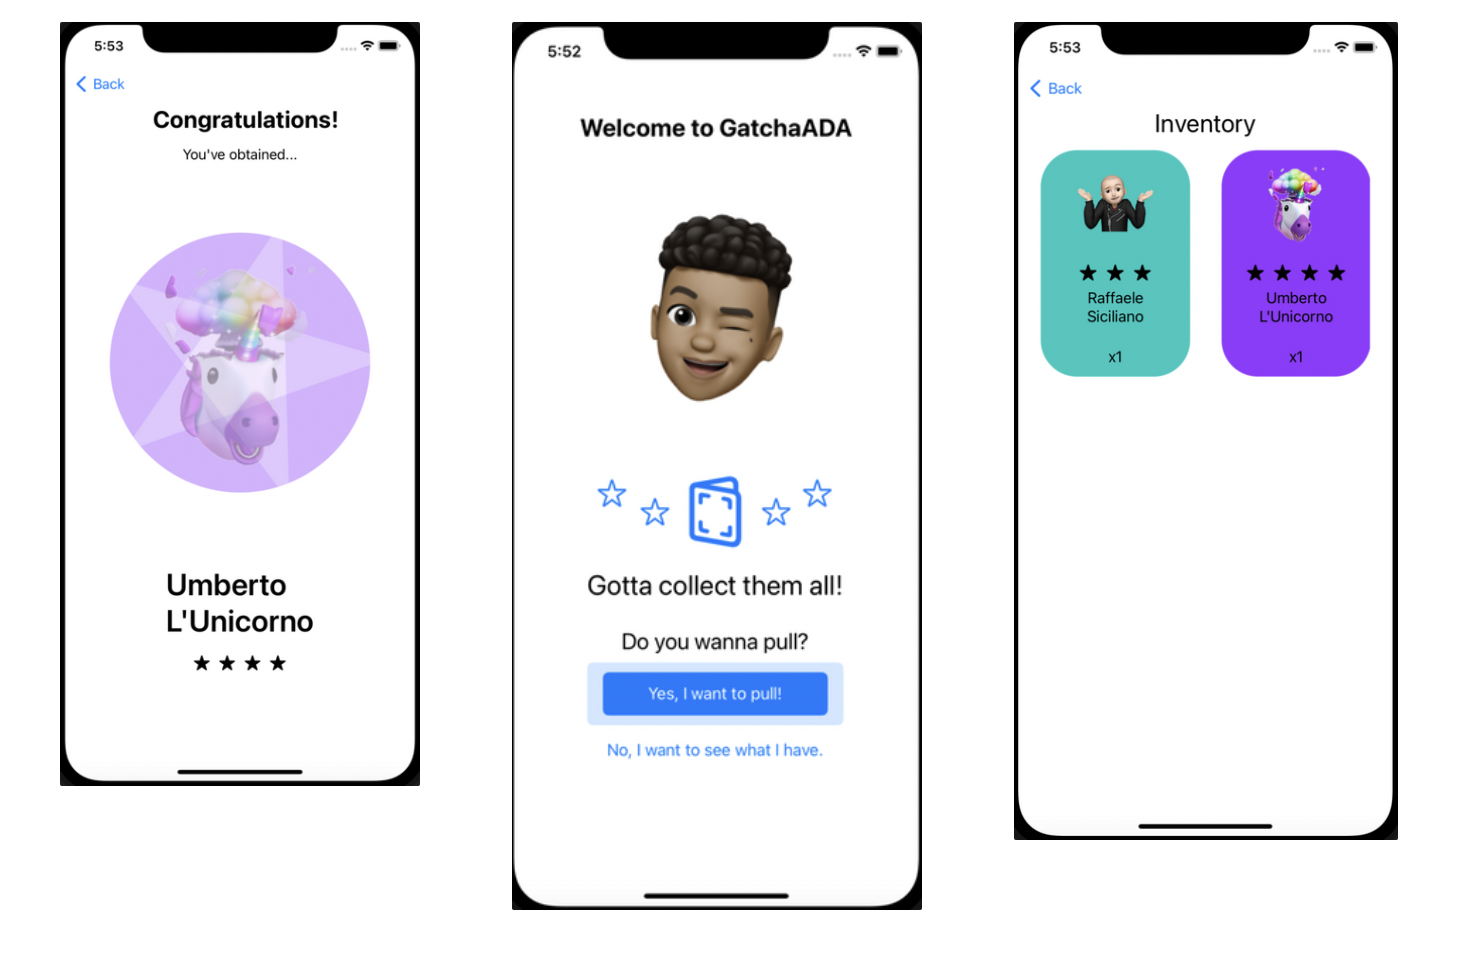 5:53
Back
Congratulations!
You've obtained...
Umberto
L'Unicorno
5:52
Welcome to GatchaADA
Gotta collect them all!
Do you wanna pull?
Yes, I want to pull!
No, I want to see what I have.
5:53
Back
Inventory
Raffaele
Siciliano
x1
Umberto
L'Unicorno
x1